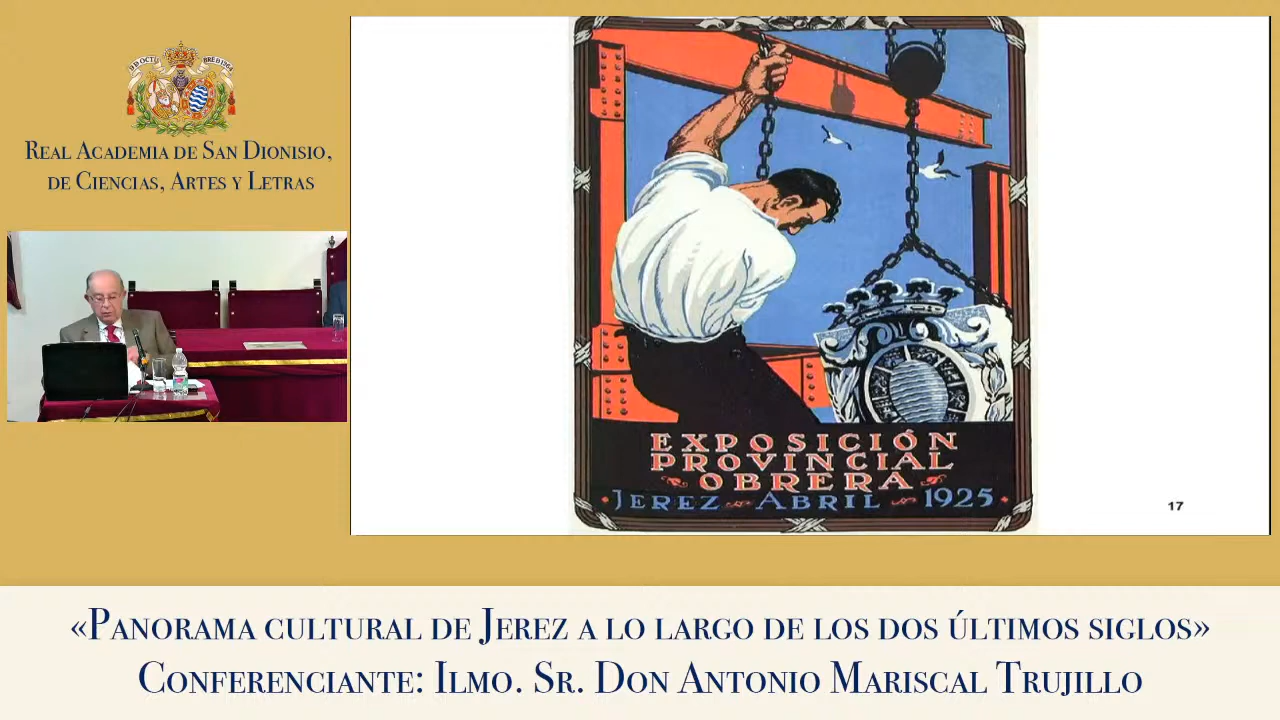 Real Academia de San Dionisio,
de Ciencias, Artes y Letras
EXPOSICIÓN
PROVINCIAL
OBRERA
JEREZ ABRIL 1925
17
«Panorama cultural de Jerez a lo largo de los dos últimos siglos»
Conferenciante: Ilmo. Sr. Don Antonio Mariscal Trujillo